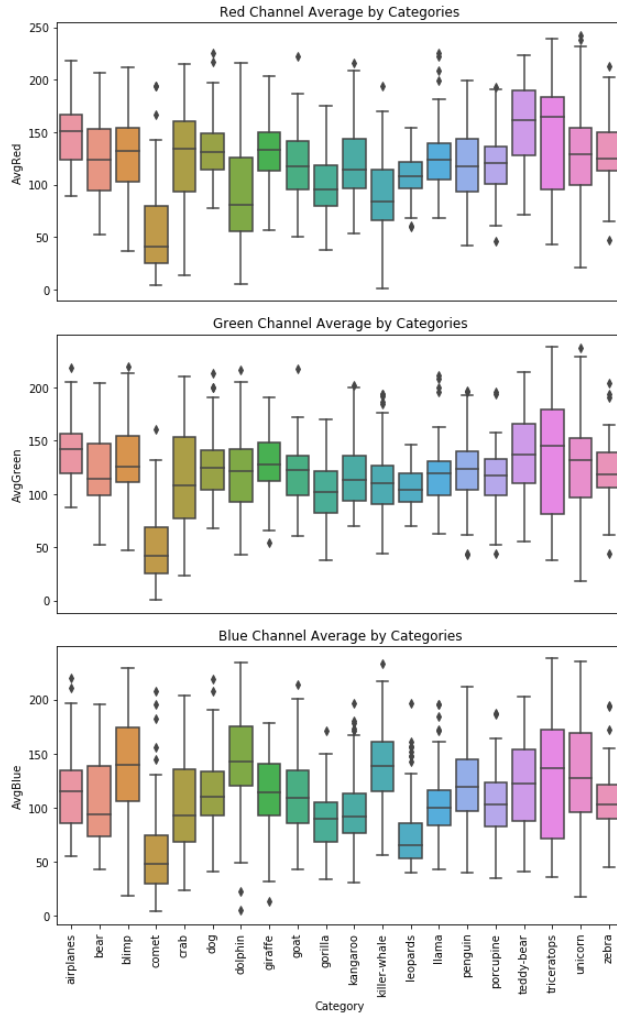 Red Channel Average by Categories
250
200
150
100
50
0
AvgRed
Green Channel Average by Categories
200
150
100
50
0
AvgGreen
Blue Channel Average by Categories
200
150
100
50
0
AvgBlue
airplanes
bear
blimp
comet
crab
dog
dolphin
giraffe
goat
gorilla
kangaroo
killer-whale
leopards
llama
penguin
porcupine
teddy-bear
triceratops
unicorn
zebra
Category